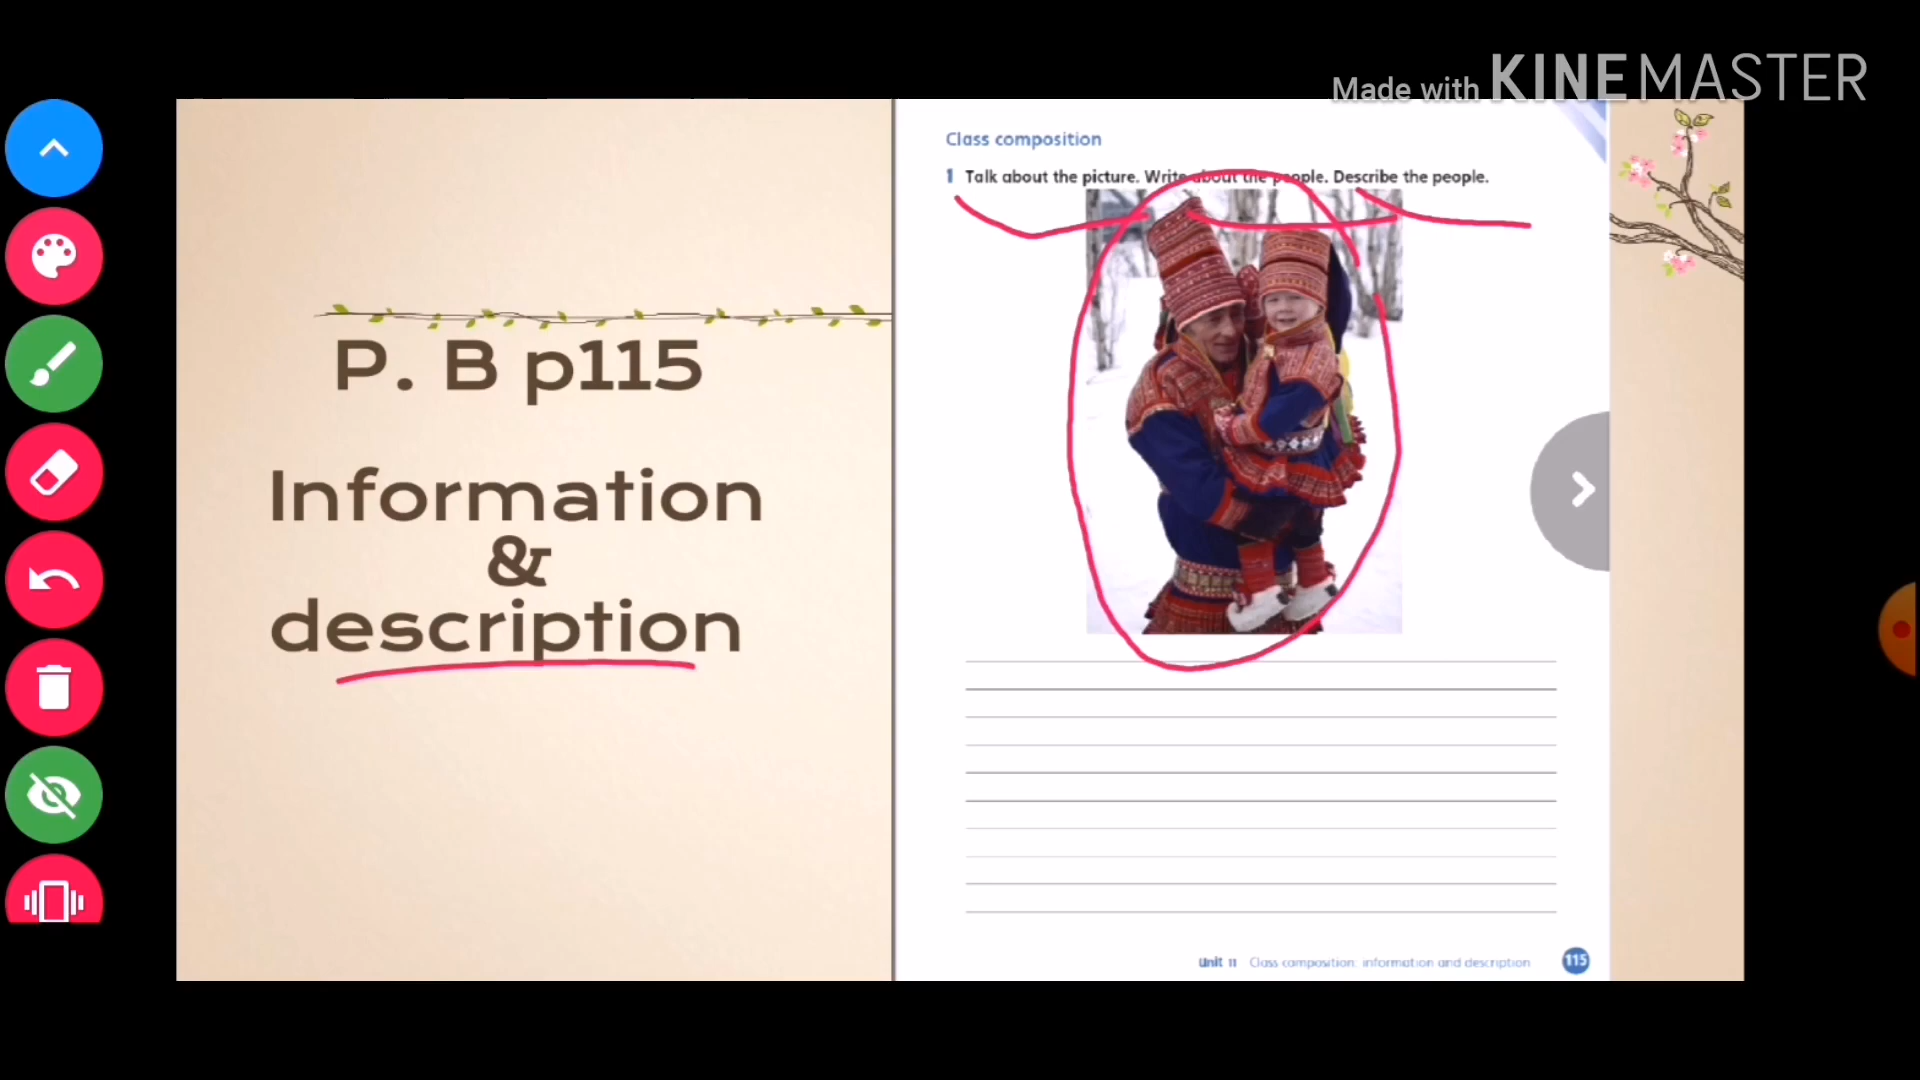 Made with KINEMASTER
P. B p115
Information
&
description
Class composition
1 Talk about the picture. Write about the people. Describe the people.
Unit 11 Class composition: information and description 115